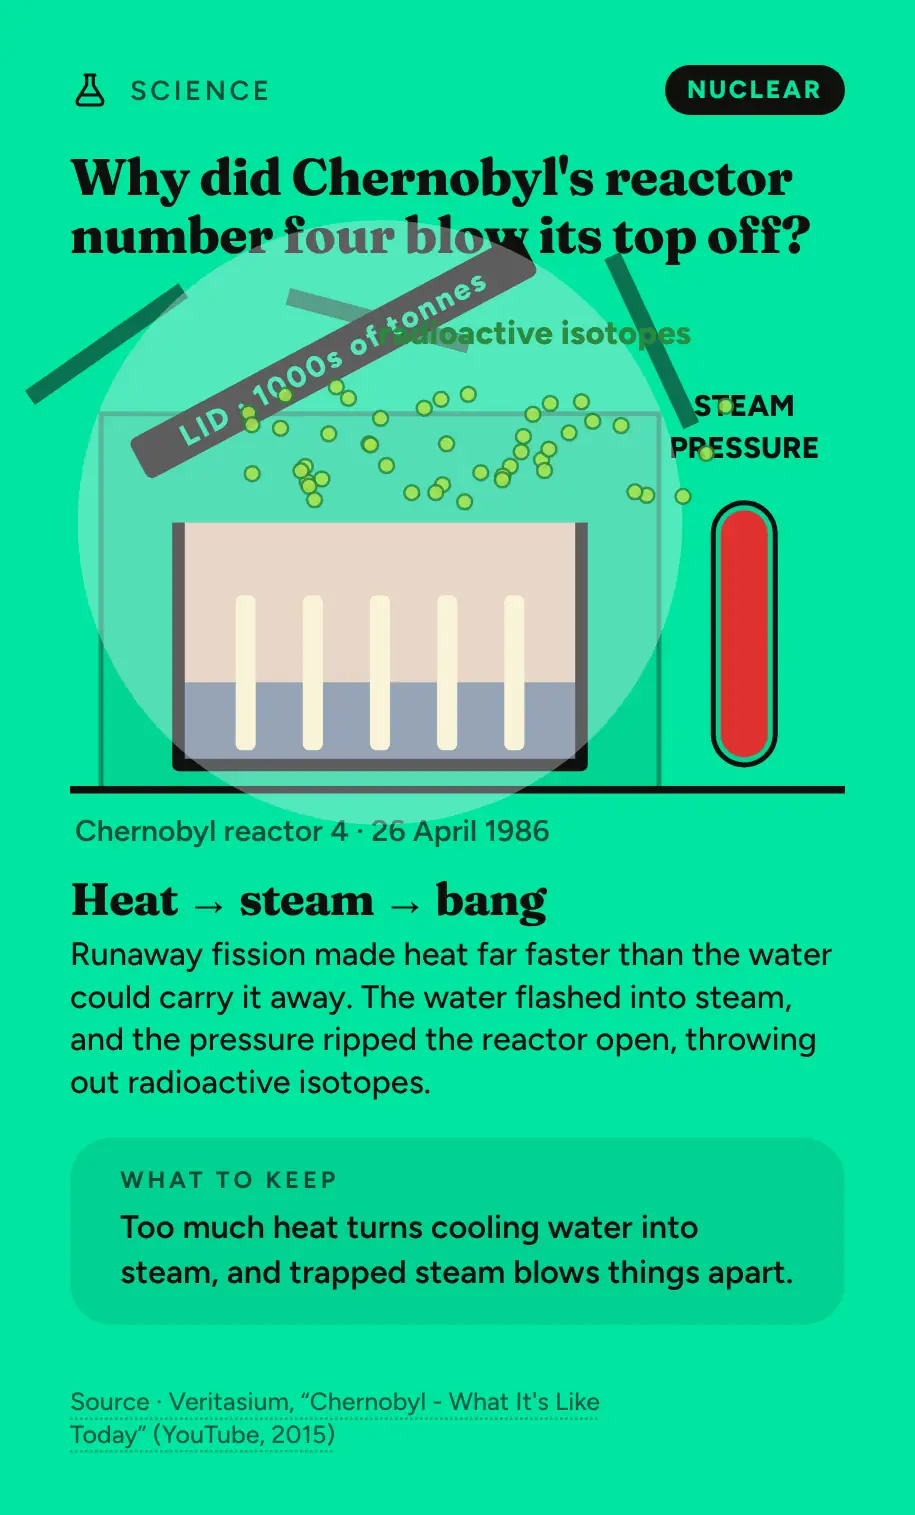 SCIENCE
NUCLEAR
Why did Chernobyl's reactor
number four blow its top off?
LID · 1000s of tonnes
radioactive isotopes
STEAM
PRESSURE
Chernobyl reactor 4 · 26 April 1986
Heat → steam → bang
Runaway fission made heat far faster than the water
could carry it away. The water flashed into steam,
and the pressure ripped the reactor open, throwing
out radioactive isotopes.
WHAT TO KEEP
Too much heat turns cooling water into
steam, and trapped steam blows things apart.
Source · Veritasium, “Chernobyl - What It's Like
Today” (YouTube, 2015)